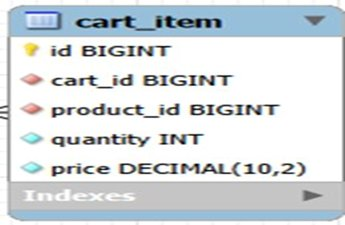 cart_item
id BIGINT
cart_id BIGINT
product_id BIGINT
quantity INT
price DECIMAL(10,2)
Indexes